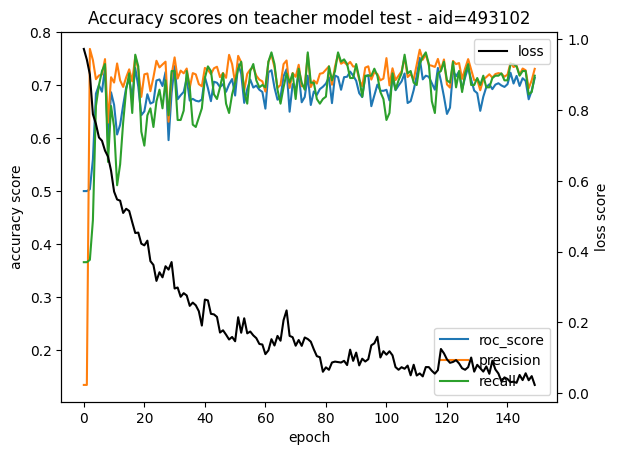 Accuracy scores on teacher model test - aid=493102
loss
0.8
0.7
0.6
0.5
0.4
0.3
0.2
accuracy score
1.0
0.8
0.6
0.4
0.2
0.0
loss score
roc_score
precision
recall
0 20 40 60 80 100 120 140
epoch